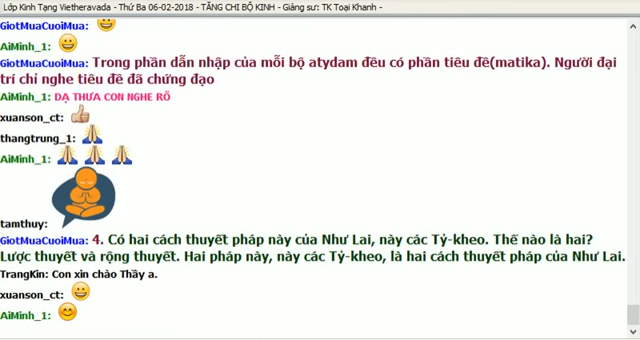 Lớp Kinh Tạng Vietheravada - Thứ Ba 06-02-2018 - TĂNG CHI BỘ KINH - Giảng sư: TK Toại Khanh -
GiotMuaCuoiMua:
AiMinh_1:
GiotMuaCuoiMua: Trong phần dẫn nhập của mỗi bộ atydam đều có phần tiêu đề(matika). Người đại
trí chỉ nghe tiêu đề đã chứng đạo
AiMinh_1: DẠ THƯA CON NGHE RÕ
xuanson_ct:
thangtrung_1:
AiMinh_1:
tamthuy:
GiotMuaCuoiMua: 4. Có hai cách thuyết pháp này của Như Lai, này các Tỷ-kheo. Thế nào là hai?
Lược thuyết và rộng thuyết. Hai pháp này, này các Tỷ-kheo, là hai cách thuyết pháp của Như Lai.
TrangKin: Con xin chào Thầy a.
xuanson_ct:
AiMinh_1: